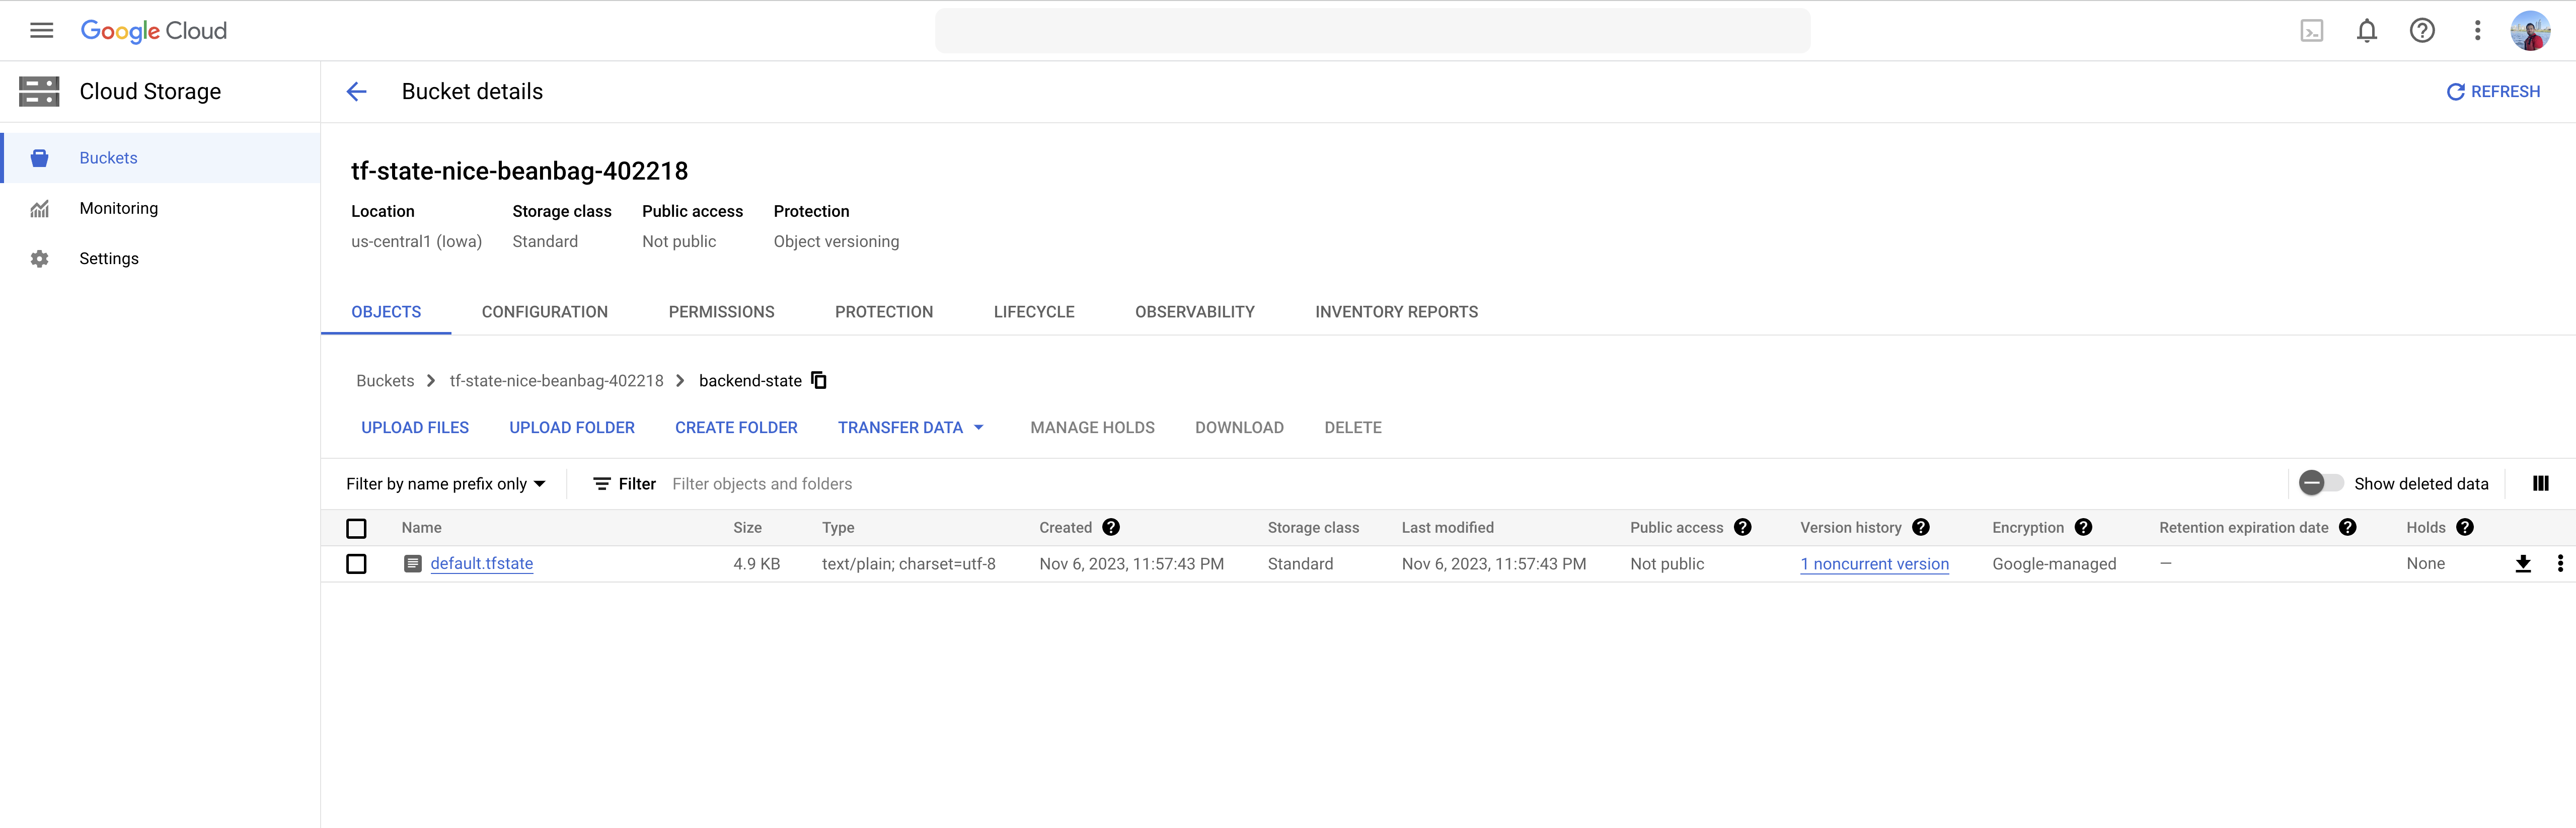 Google Cloud
Cloud Storage
Bucket details
REFRESH
Buckets
Monitoring
Settings
tf-state-nice-beanbag-402218
Location Storage class Public access Protection
us-central1 (Iowa) Standard Not public Object versioning
OBJECTS CONFIGURATION PERMISSIONS PROTECTION LIFECYCLE OBSERVABILITY INVENTORY REPORTS
Buckets > tf-state-nice-beanbag-402218 > backend-state
UPLOAD FILES UPLOAD FOLDER CREATE FOLDER TRANSFER DATA MANAGE HOLDS DOWNLOAD DELETE
Filter by name prefix only Filter Filter objects and folders Show deleted data
Name Size Type Created Storage class Last modified Public access Version history Encryption Retention expiration date Holds
default.tfstate 4.9 KB text/plain; charset=utf-8 Nov 6, 2023, 11:57:43 PM Standard Nov 6, 2023, 11:57:43 PM Not public 1 noncurrent version Google-managed — None